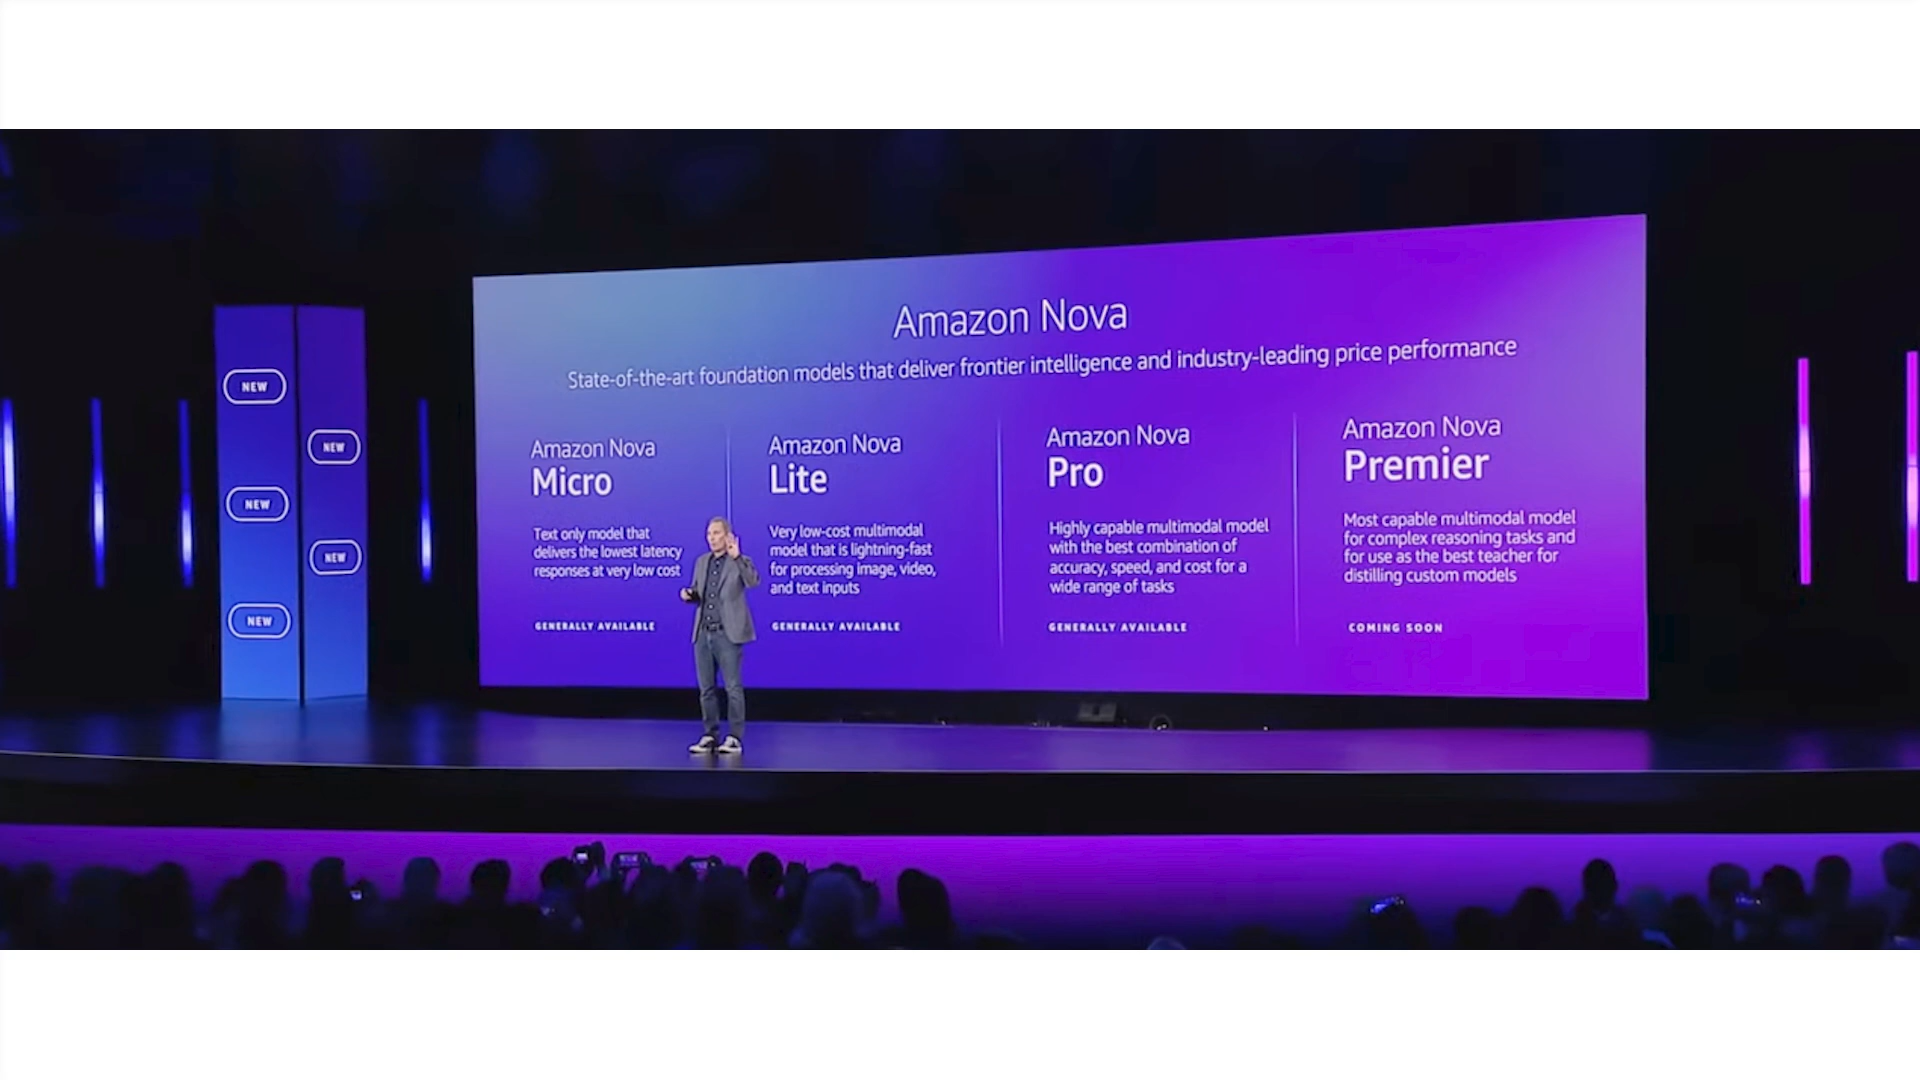 NEW
NEW
NEW
NEW
NEW
Amazon Nova
State-of-the-art foundation models that deliver frontier intelligence and industry-leading price performance
Amazon Nova
Micro
Text only model that
delivers the lowest latency
responses at very low cost
GENERALLY AVAILABLE
Amazon Nova
Lite
Very low-cost multimodal
model that is lightning-fast
for processing image, video,
and text inputs
GENERALLY AVAILABLE
Amazon Nova
Pro
Highly capable multimodal model
with the best combination of
accuracy, speed, and cost for a
wide range of tasks
GENERALLY AVAILABLE
Amazon Nova
Premier
Most capable multimodal model
for complex reasoning tasks and
for use as the best teacher for
distilling custom models
COMING SOON